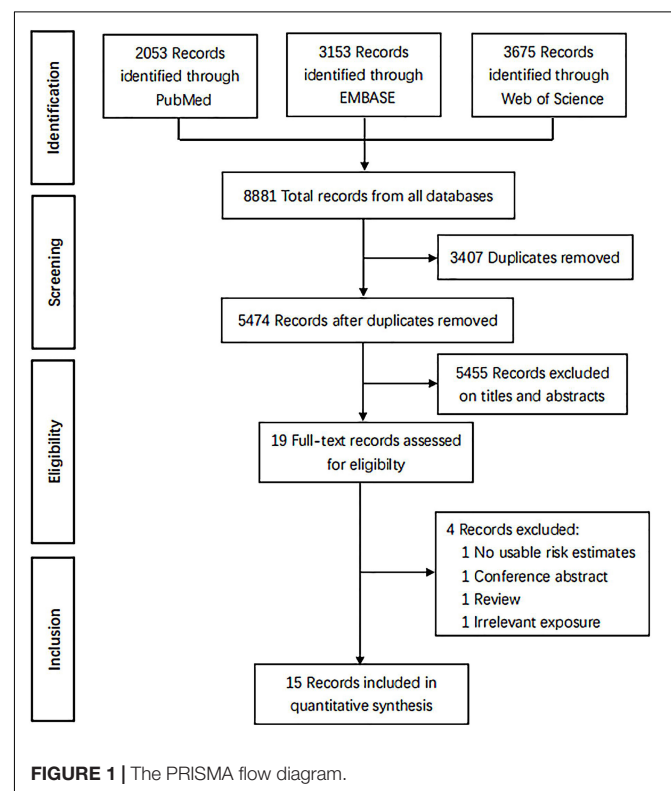 Identification
2053 Records
identified through
PubMed
3153 Records
identified through
EMBASE
3675 Records
identified through
Web of Science
8881 Total records from all databases
Screening
3407 Duplicates removed
5474 Records after duplicates removed
5455 Records excluded
on titles and abstracts
Eligibility
19 Full-text records assessed
for eligibilty
4 Records excluded:
1 No usable risk estimates
1 Conference abstract
1 Review
1 Irrelevant exposure
Inclusion
15 Records included in
quantitative synthesis
FIGURE 1 | The PRISMA flow diagram.